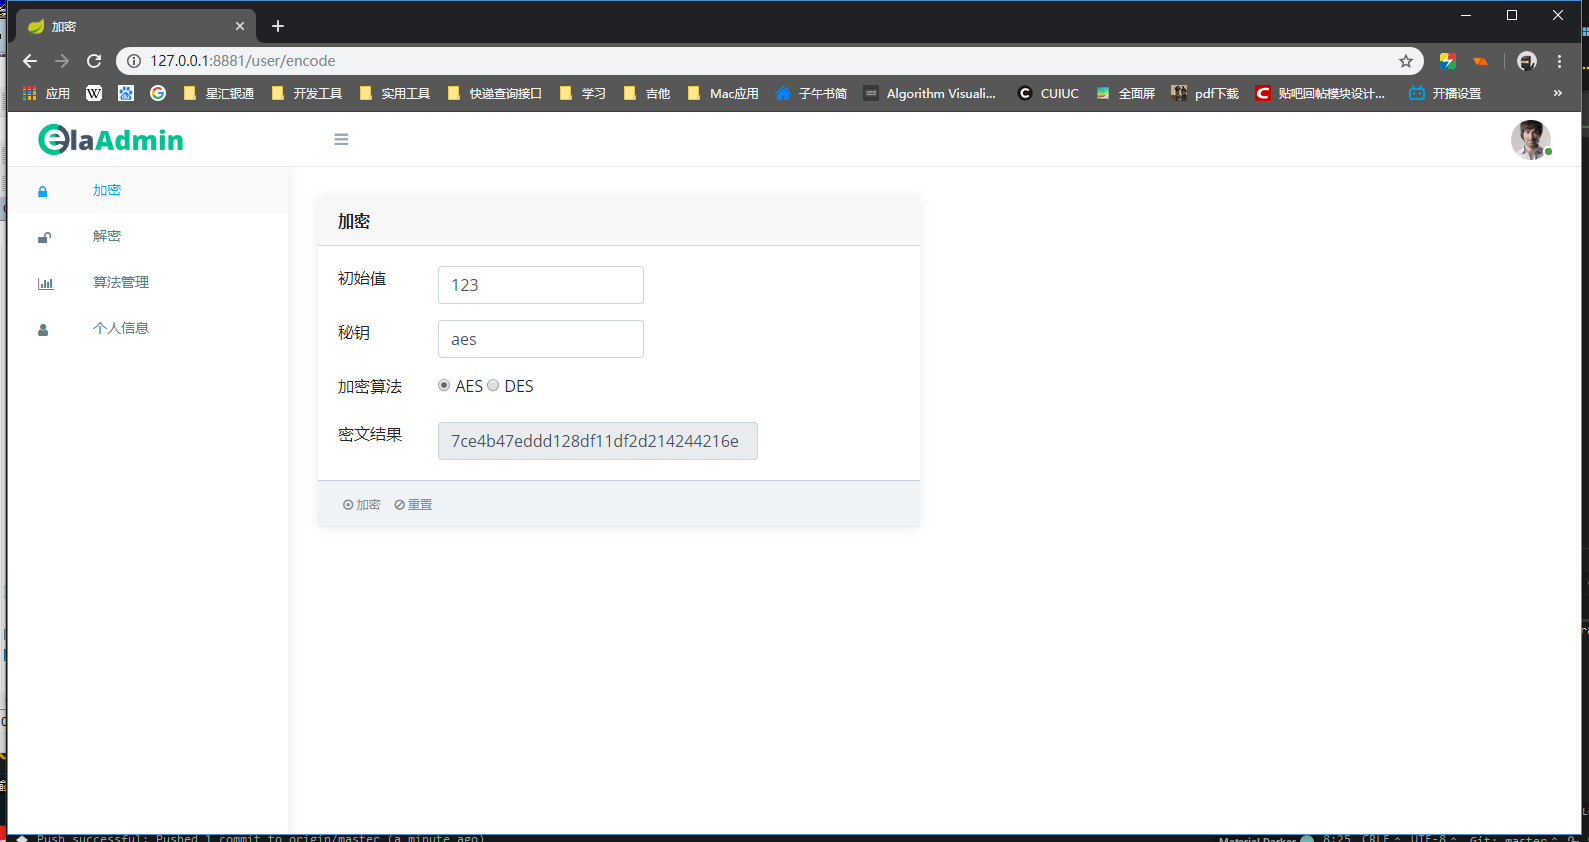 加密
127.0.0.1:8881/user/encode
应用 星汇银通 开发工具 实用工具 快递查询接口 学习 吉他 Mac应用 子午书简 Algorithm Visuali... CUIUC 全面屏 pdf下载 贴吧回帖模块设计... 开播设置 »
elaAdmin
加密
解密
算法管理
个人信息
加密
初始值 123
秘钥 aes
加密算法 AES DES
密文结果 7ce4b47eddd128df11df2d214244216e
加密 重置
Push successful: Pushed 1 commit to origin/master (a minute ago) Material Darker 8:25 CRLF UTF-8 Git: master